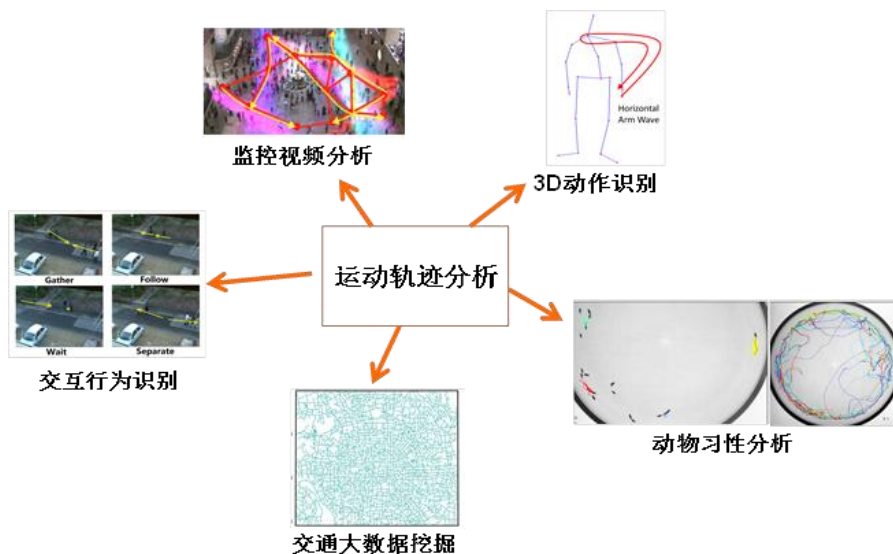 监控视频分析
Horizontal
Arm Wave
3D动作识别
运动轨迹分析
Gather
Follow
Wait
Separate
交互行为识别
动物习性分析
交通大数据挖掘